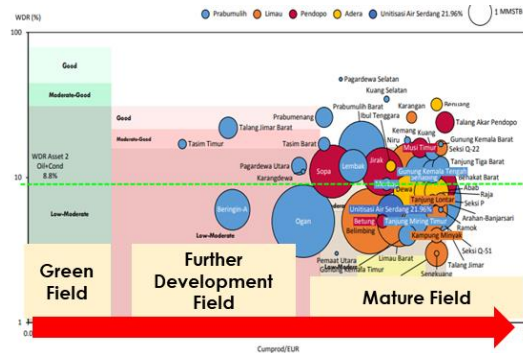 WDR (%)
Prabumulih
Limau
Pendopo
Adera
Unitisasi Air Serdang 21.96%
1 MMSTB
100
Good
Moderate-Good
Good
Moderate-Good
Pagardewa Selatan
Kuang Selatan
Prabumenang
Prabumulih Barat
Ibul Tenggara
Karangan
Benuang
Talang Akar Pendopo
Talang Jimar Barat
Tasim Timur
Tasim Barat
Kemang
Kuang
Niru
Musi Timur
Gunung Kemala Barat
Seksi Q-22
WDR Asset 2
Oil+Cond
8.8%
Pagardewa Utara
Karangdewa
Sopa
Lembak
Jirak
Gunung Kemala Tengah
Tanjung Tiga Barat
10
Abab
Raja
Dewa
Tanjung Lontar
Seksi P
Low-Moderate
Beringin-A
Ogan
Unitisasi Air Serdang 21.96%
Arahan-Banjarsari
Betung
Tanjung Miring Timur
Ramok
Low-Moderate
Belimbing
Kampung Minyak
Seksi Q-51
Pemaat Utara
Limau Barat
Talang Jimar
Gunung Kemala Timur
Green
Field
Further
Development
Field
Mature Field
1
0.0
Cumprod/EUR